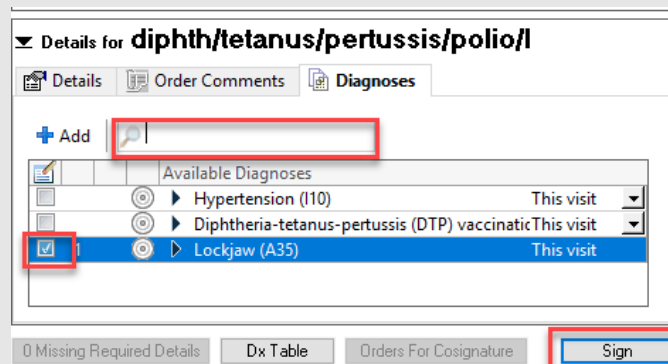 Details for diphth/tetanus/pertussis/polio/l
Details Order Comments Diagnoses
Add
Available Diagnoses
Hypertension (I10) This visit
Diphtheria-tetanus-pertussis (DTP) vaccinatic This visit
1 Lockjaw (A35) This visit
0 Missing Required Details Dx Table Orders For Cosignature Sign